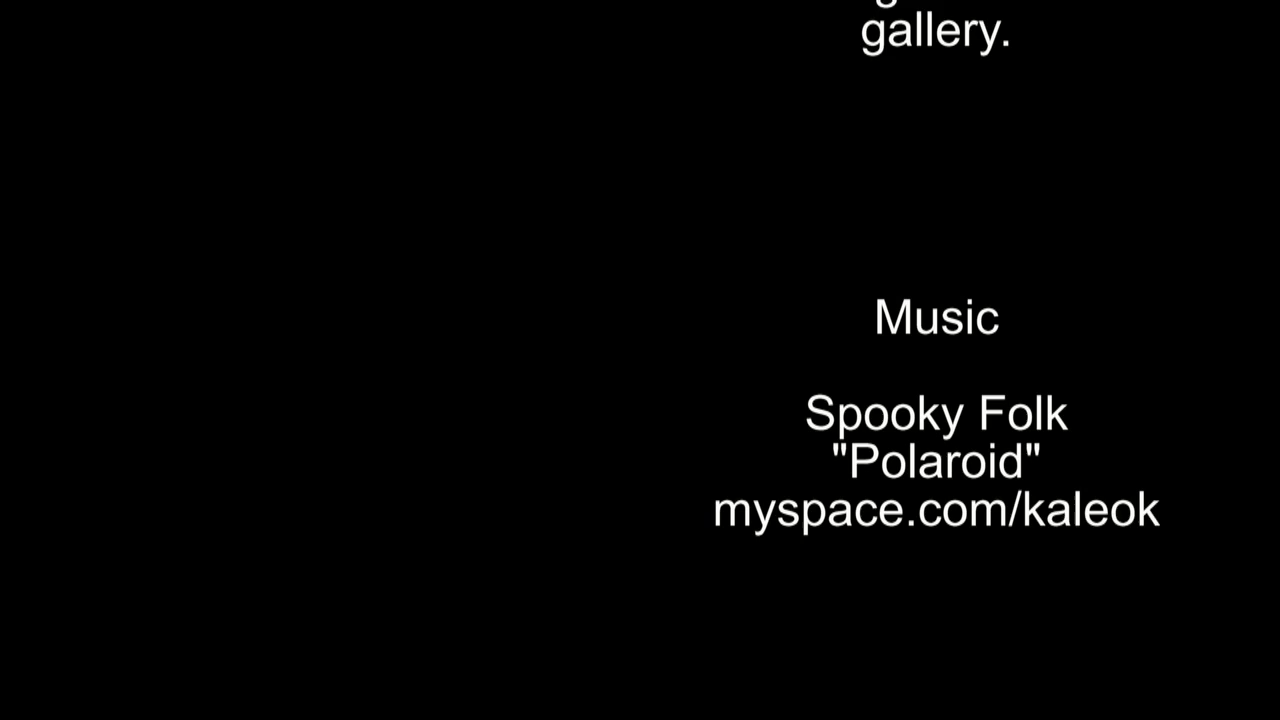 gallery.
Music
Spooky Folk
"Polaroid"
myspace.com/kaleok